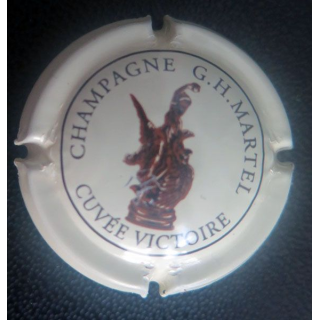 CHAMPAGNE G.H. MARTEL
CUVÉE VICTOIRE